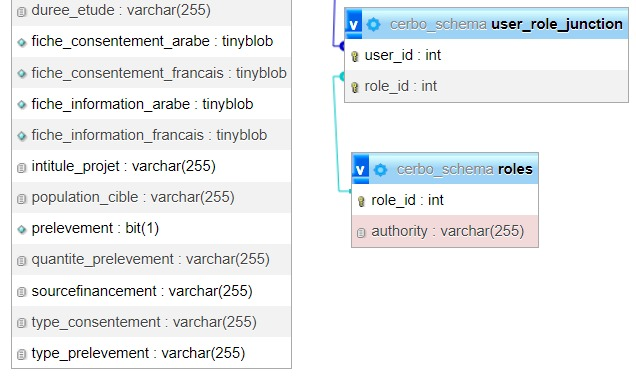 duree_etude : varchar(255)
fiche_consentement_arabe : tinyblob
fiche_consentement_francais : tinyblob
fiche_information_arabe : tinyblob
fiche_information_francais : tinyblob
intitule_projet : varchar(255)
population_cible : varchar(255)
prelevement : bit(1)
quantite_prelevement : varchar(255)
sourcefinancement : varchar(255)
type_consentement : varchar(255)
type_prelevement : varchar(255)
v cerbo_schema user_role_junction
user_id : int
role_id : int
v cerbo_schema roles
role_id : int
authority : varchar(255)